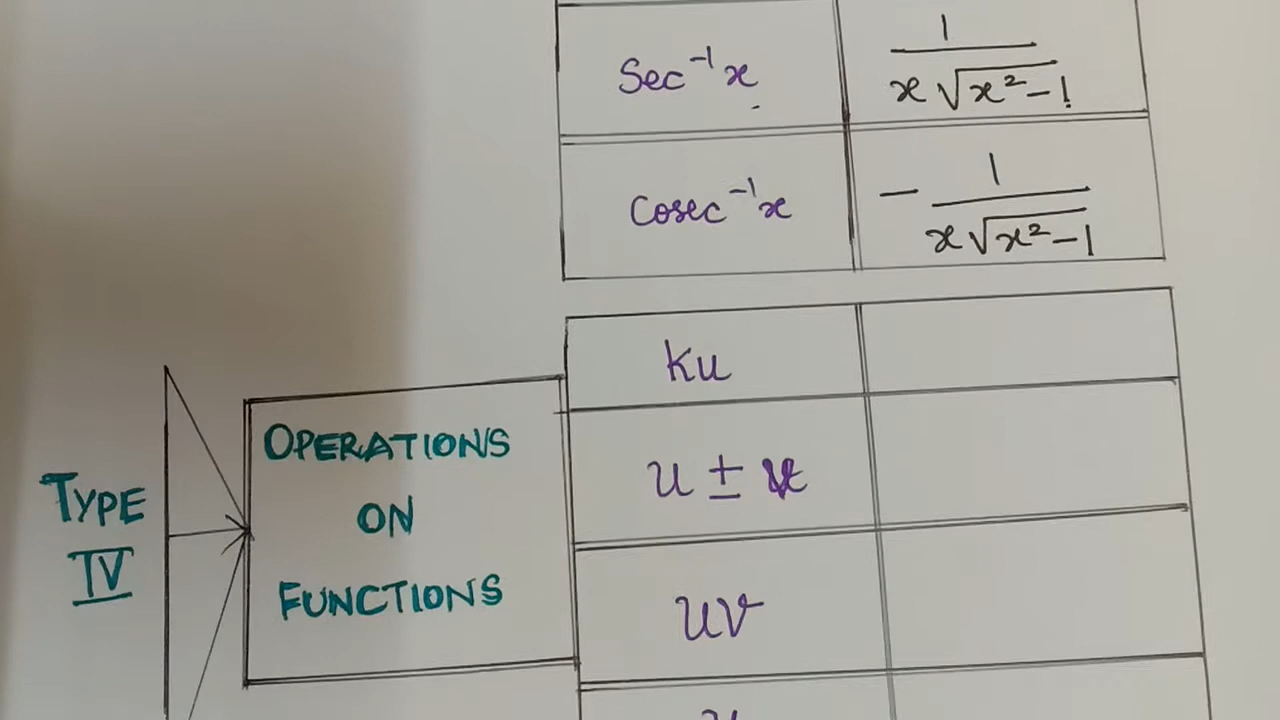 Sec⁻¹x 1/(x√(x²-1))
Cosec⁻¹x - 1/(x√(x²-1))
TYPE IV
OPERATIONS
ON
FUNCTIONS
ku
u ±
uv